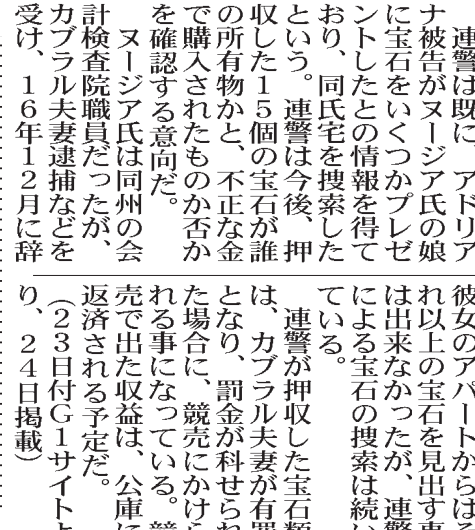 連警は既に、アドリア
ナ被告がヌージア氏の娘
に宝石をいくつかプレゼ
ントしたとの情報を得て
おり、同氏宅を捜索した
という。連警は今後、押
収した15個の宝石が誰
の所有物かと、不正な金
で購入されたものか否か
を確認する意向だ。
　ヌージア氏は同州の会
計検査院職員だったが、
カブラル夫妻逮捕などを
受け、16年12月に辞
彼女のアパートからはそ
れ以上の宝石を見出す事
は出来なかったが、連警
による宝石の捜索は続い
ている。
　連警が押収した宝石類
は、カブラル夫妻が有罪
となり、罰金が科せられ
た場合に、競売にかけら
れる事になっている。競
売で出た収益は、公庫に
返済される予定だ。
（23日付G1サイトよ
り、24日掲載）